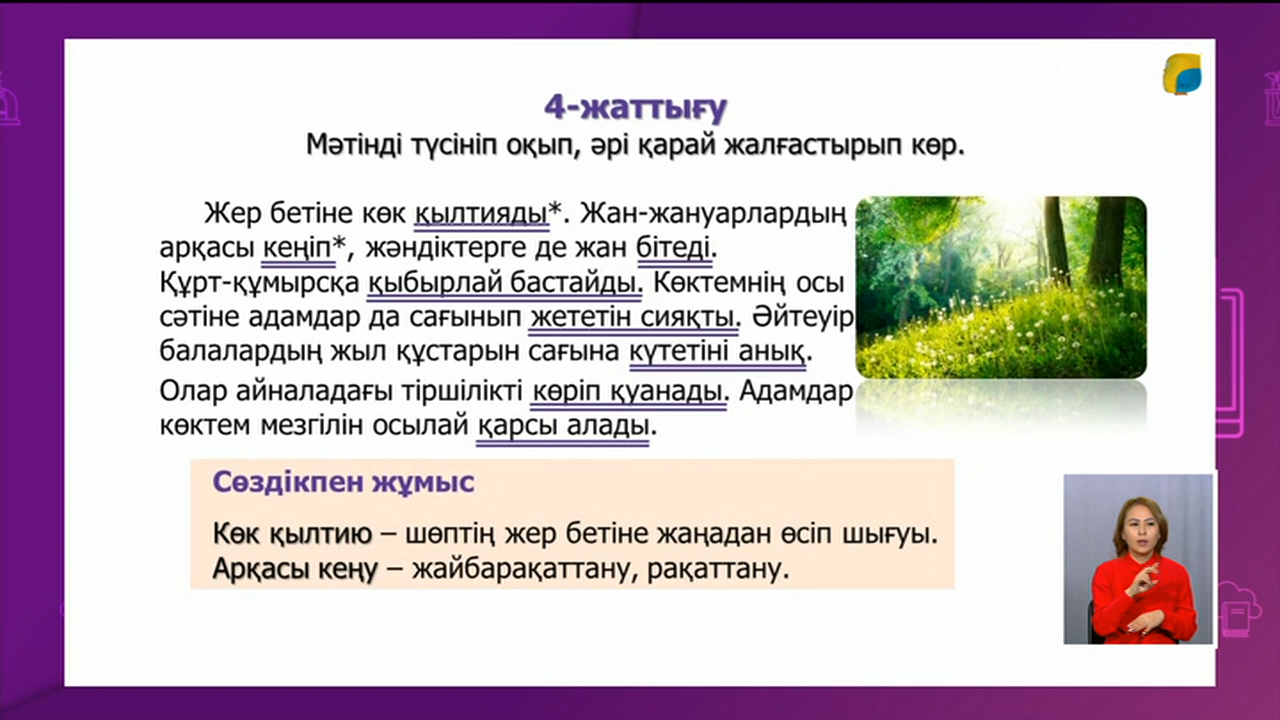 4-жаттығу
Мәтінді түсініп оқып, әрі қарай жалғастырып көр.
Жер бетіне көк қылтияды*. Жан-жануарлардың
арқасы кеңіп*, жәндіктерге де жан бітеді.
Құрт-құмырсқа қыбырлай бастайды. Көктемнің осы
сәтіне адамдар да сағынып жететін сияқты. Әйтеуір
балалардың жыл құстарын сағына күтетіні анық.
Олар айналадағы тіршілікті көріп қуанады. Адамдар
көктем мезгілін осылай қарсы алады.
Сөздікпен жұмыс
Көк қылтию – шөптің жер бетіне жаңадан өсіп шығуы.
Арқасы кеңу – жайбарақаттану, рақаттану.